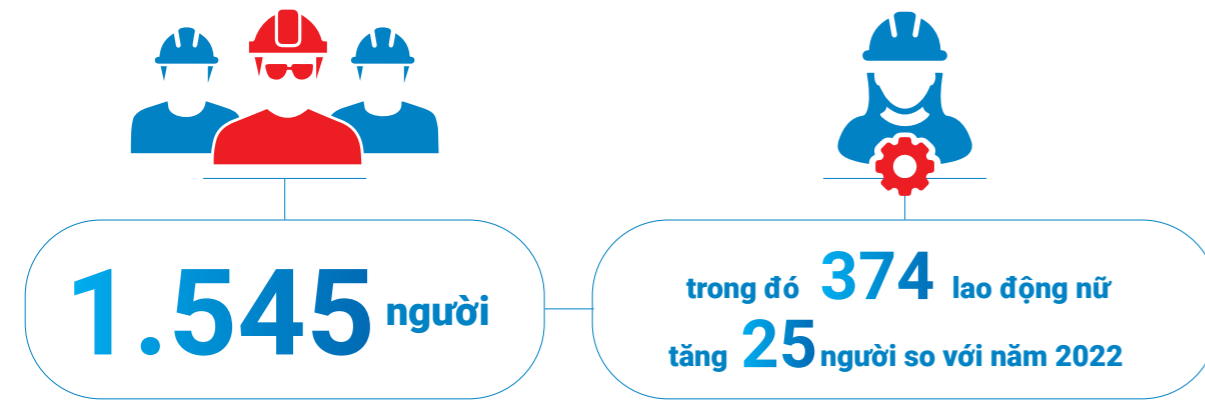 1.545 người
trong đó 374 lao động nữ
tăng 25 người so với năm 2022